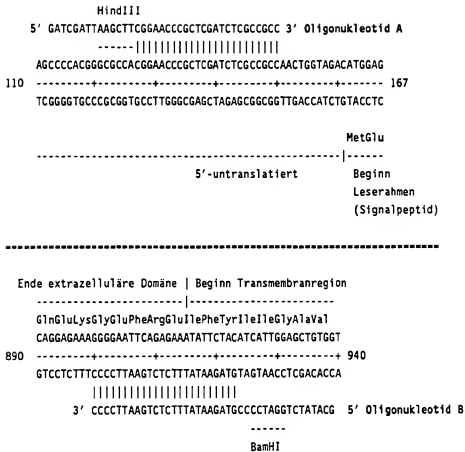 HindIII
5' GATCGATTAAGCTTCGGAACCCGCTCGATCTCGCCGCC 3' Oligonukleotid A
------|||||||||||||||||||||||
AGCCCCACGGGCGCCACGGAACCCGCTCGATCTCGCCGCCAACTGGTAGACATGGAG
110 ---------+---------+---------+---------+---------+------- 167
TCGGGGTGCCCGCGGTGCCTTGGGCGAGCTAGAGCGGCGGTTGACCATCTGTACCTC
MetGlu
---------------------------------------------------|------
5'-untranslatiert Beginn
Leserahmen
(Signalpeptid)
Ende extrazelluläre Domäne | Beginn Transmembranregion
-------------------------|------------------------
GlnGluLysGlyGluPheArgGluIlePheTyrIleIleGlyAlaVal
CAGGAGAAAGGGGAATTCAGAGAAATATTCTACATCATTGGAGCTGTGGT
890 ---------+---------+---------+---------+---------+ 940
GTCCTCTTTCCCCTTAAGTCTCTTTATAAGATGTAGTAACCTCGACACCA
||||||||||||||||||||||||
3' CCCCTTAAGTCTCTTTATAAGATGCCCCTAGGTCTATACG 5' Oligonukleotid B
------
BamHI